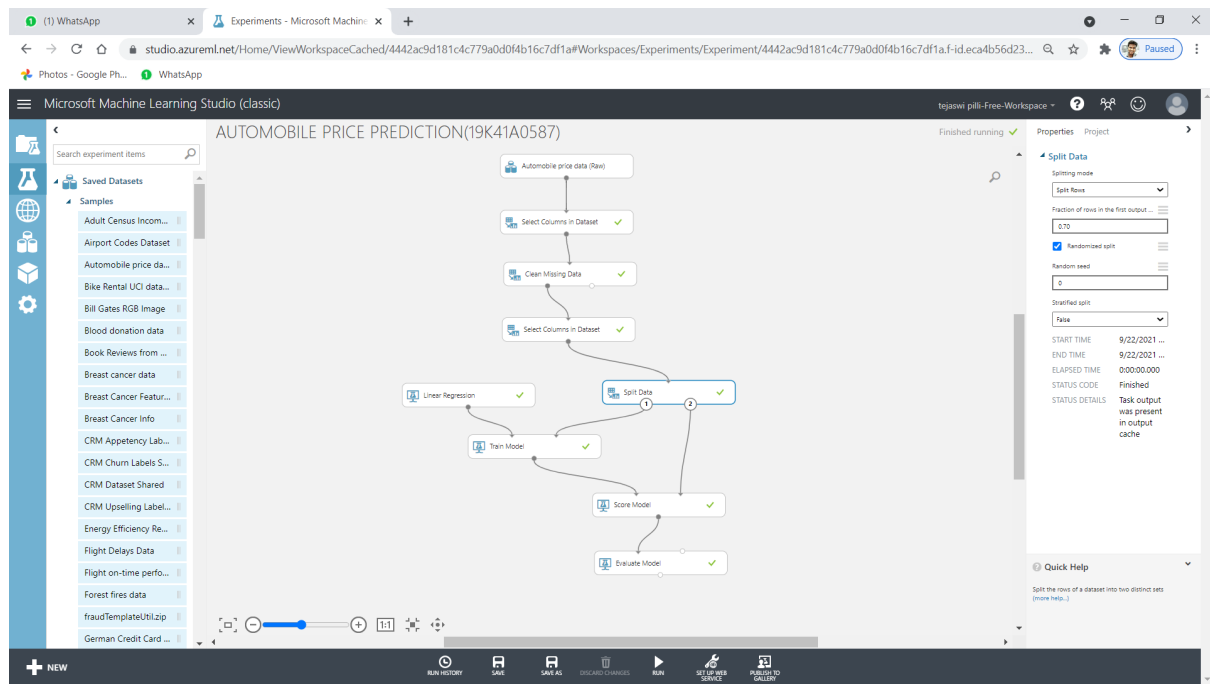 (1) WhatsApp
Experiments - Microsoft Machine
studio.azureml.net/Home/ViewWorkspaceCached/4442ac9d181c4c779a0d0f4b16c7df1a#Workspaces/Experiments/Experiment/4442ac9d181c4c779a0d0f4b16c7df1a.f-id.eca4b56d23...
Paused
Photos - Google Ph...
WhatsApp
Microsoft Machine Learning Studio (classic)
tejaswi pilli-Free-Workspace
Search experiment items
Saved Datasets
Samples
Adult Census Incom...
Airport Codes Dataset
Automobile price da...
Bike Rental UCI data...
Bill Gates RGB Image
Blood donation data
Book Reviews from ...
Breast cancer data
Breast Cancer Featur...
Breast Cancer Info
CRM Appetency Lab...
CRM Churn Labels S...
CRM Dataset Shared
CRM Upselling Label...
Energy Efficiency Re...
Flight Delays Data
Flight on-time perfo...
Forest fires data
fraudTemplateUtil.zip
German Credit Card ...
AUTOMOBILE PRICE PREDICTION(19K41A0587)
Finished running
Automobile price data (Raw)
Select Columns in Dataset
Clean Missing Data
Select Columns in Dataset
Linear Regression
Split Data
1
2
Train Model
Score Model
Evaluate Model
1:1
Properties
Project
Split Data
Splitting mode
Split Rows
Fraction of rows in the first output ...
0.70
Randomized split
Random seed
0
Stratified split
False
START TIME 9/22/2021 ...
END TIME 9/22/2021 ...
ELAPSED TIME 0:00:00.000
STATUS CODE Finished
STATUS DETAILS Task output
was present
in output
cache
Quick Help
Split the rows of a dataset into two distinct sets
(more help...)
NEW
RUN HISTORY
SAVE
SAVE AS
DISCARD CHANGES
RUN
SET UP WEB
SERVICE
PUBLISH TO
GALLERY